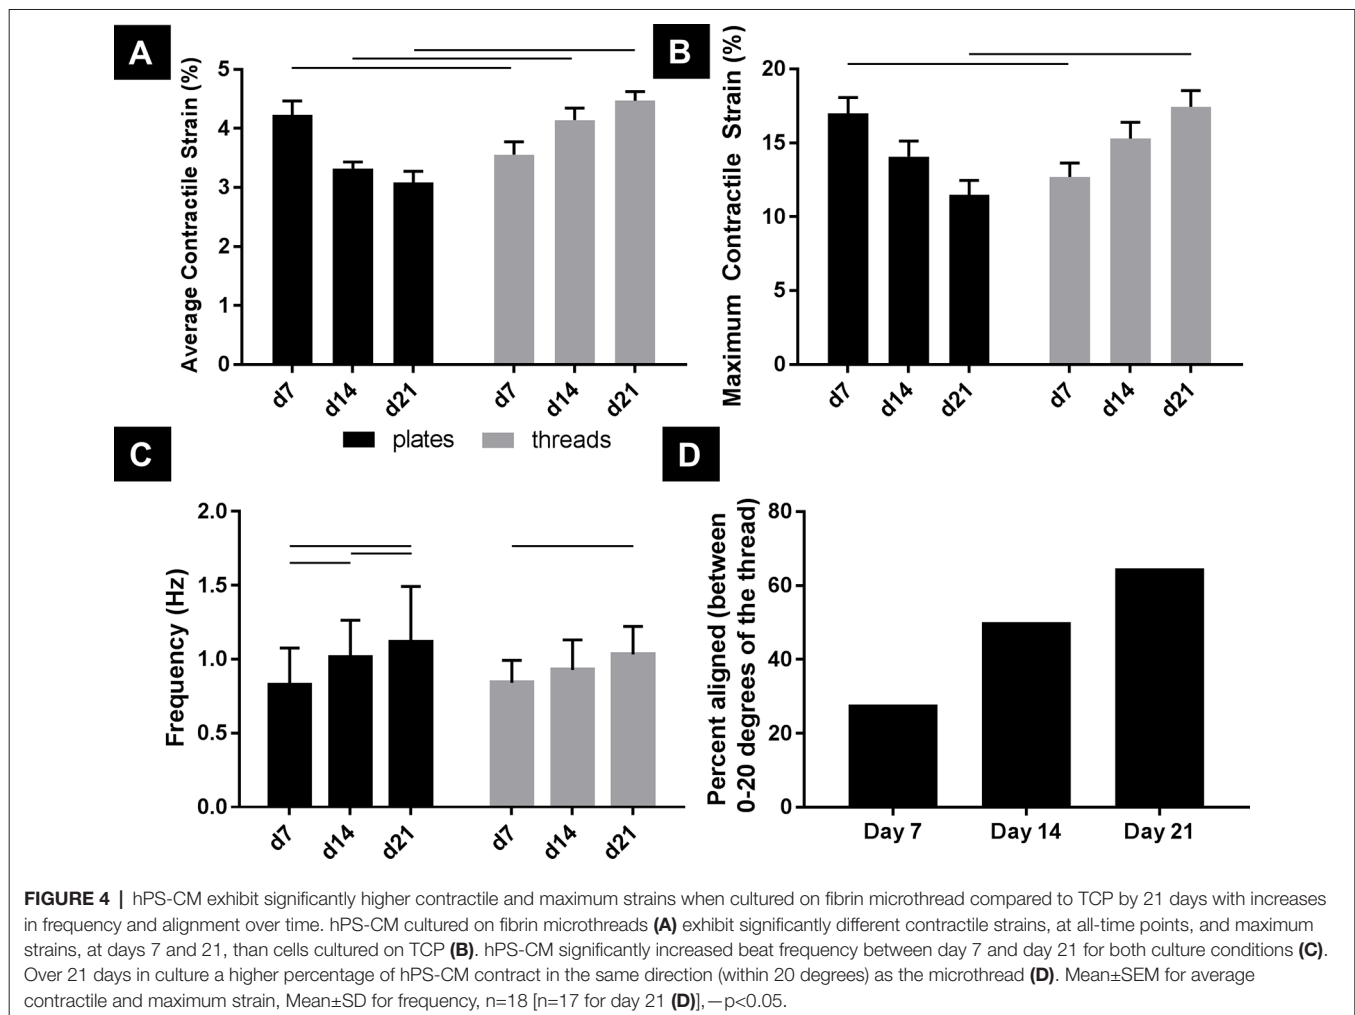 A
Average Contractile Strain (%)
5
4
3
2
1
0
d7
d14
d21
d7
d14
d21
B
Maximum Contractile Strain (%)
20
15
10
5
0
d7
d14
d21
d7
d14
d21
plates
threads
C
Frequency (Hz)
2.0
1.5
1.0
0.5
0.0
d7
d14
d21
d7
d14
d21
D
Percent aligned (between
0-20 degrees of the thread)
80
60
40
20
0
Day 7
Day 14
Day 21
FIGURE 4 | hPS-CM exhibit significantly higher contractile and maximum strains when cultured on fibrin microthread compared to TCP by 21 days with increases
in frequency and alignment over time. hPS-CM cultured on fibrin microthreads (A) exhibit significantly different contractile strains, at all-time points, and maximum
strains, at days 7 and 21, than cells cultured on TCP (B). hPS-CM significantly increased beat frequency between day 7 and day 21 for both culture conditions (C).
Over 21 days in culture a higher percentage of hPS-CM contract in the same direction (within 20 degrees) as the microthread (D). Mean±SEM for average
contractile and maximum strain, Mean±SD for frequency, n=18 [n=17 for day 21 (D)],—p<0.05.